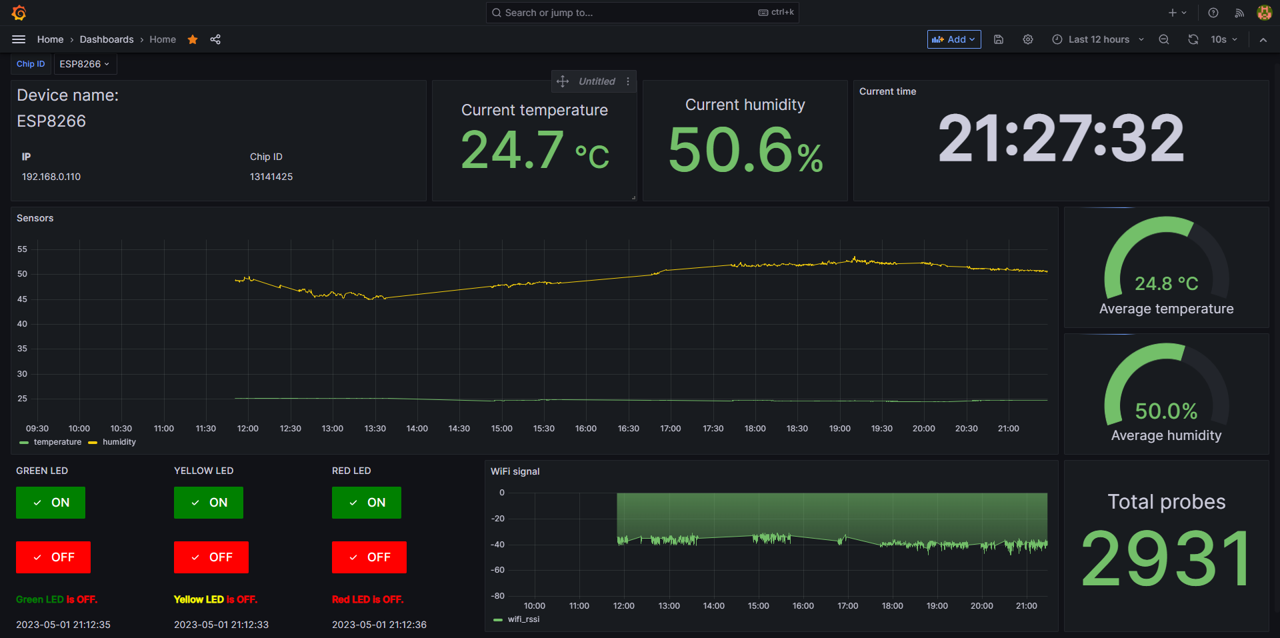 Search or jump to...
ctrl+k
Home › Dashboards › Home
Add
Last 12 hours
10s
Chip ID
ESP8266
Device name:
ESP8266
IP
Chip ID
192.168.0.110
13141425
Untitled
Current temperature
24.7 °C
Current humidity
50.6%
Current time
21:27:32
Sensors
55
50
45
40
35
30
25
09:30 10:00 10:30 11:00 11:30 12:00 12:30 13:00 13:30 14:00 14:30 15:00 15:30 16:00 16:30 17:00 17:30 18:00 18:30 19:00 19:30 20:00 20:30 21:00
temperature humidity
24.8 °C
Average temperature
50.0%
Average humidity
GREEN LED
ON
OFF
Green LED is OFF.
2023-05-01 21:12:35
YELLOW LED
ON
OFF
Yellow LED is OFF.
2023-05-01 21:12:33
RED LED
ON
OFF
Red LED is OFF.
2023-05-01 21:12:36
WiFi signal
0
-20
-40
-60
-80
10:00 11:00 12:00 13:00 14:00 15:00 16:00 17:00 18:00 19:00 20:00 21:00
wifi_rssi
Total probes
2931